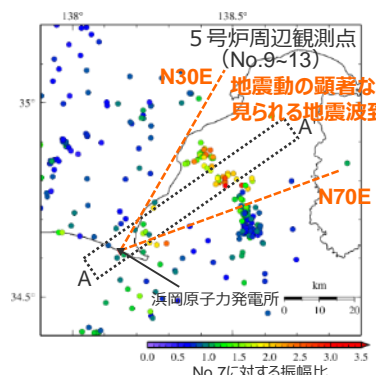 138°
138.5°
5号炉周辺観測点
(No.9~13)
N30E
地震動の顕著な
見られる地震波到
35°
A'
N70E
A
浜岡原子力発電所
km
0 10 20
34.5°
0.0 0.5 1.0 1.5 2.0 2.5 3.0 3.5
No.7に対する振幅比